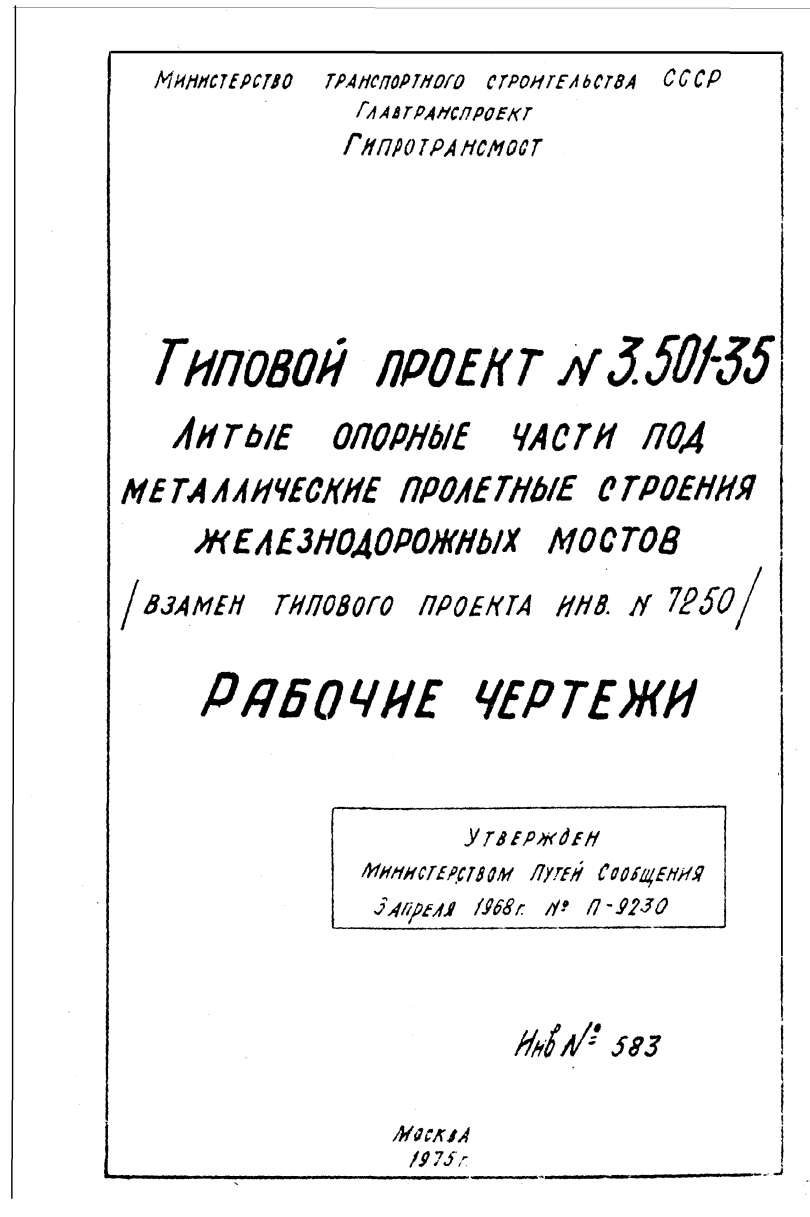 Министерство транспортного строительства СССР
Главтранспроект
Гипротрансмост
Типовой проект N 3.501-35
Литые опорные части под
металлические пролетные строения
железнодорожных мостов
/взамен типового проекта инв. N 7250/
Рабочие чертежи
Утвержден
Министерством Путей Сообщения
3 апреля 1968г. № П-9230
Инв № 583
Москва
1975г.